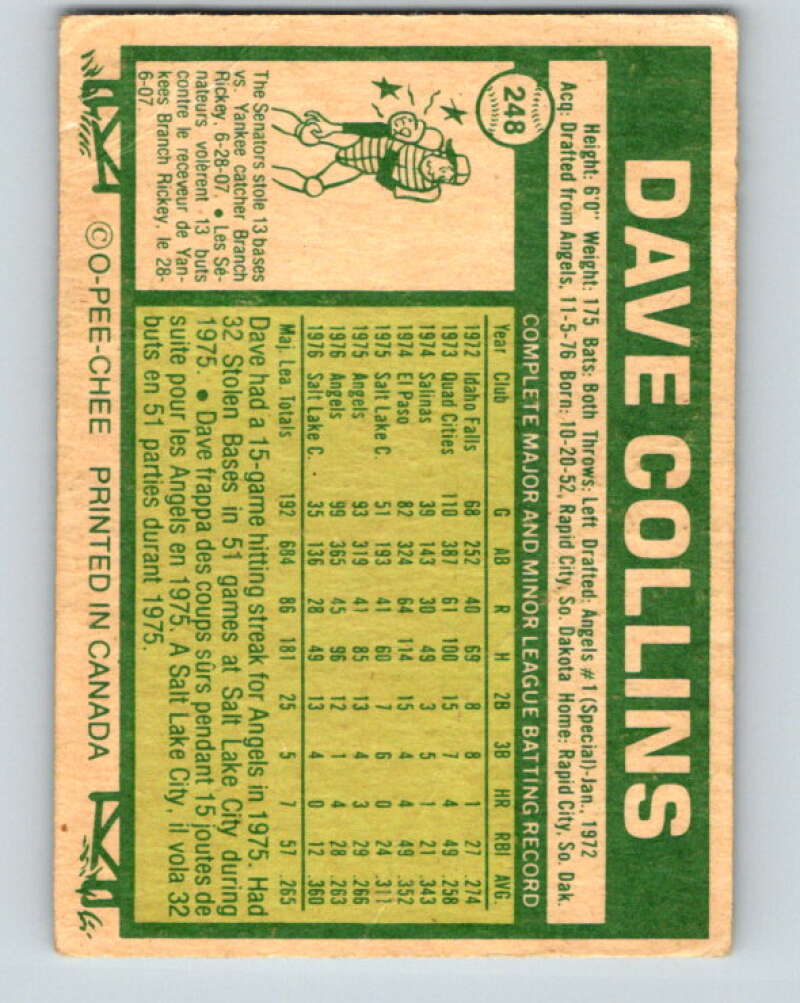 DAVE COLLINS
248
Height: 6'0" Weight: 175 Bats: Both Throws: Left Drafted: Angels #1 (Special)-Jan., 1972
Acq: Drafted from Angels, 11-5-76 Born: 10-20-52, Rapid City, So. Dakota Home: Rapid City, So. Dak.
COMPLETE MAJOR AND MINOR LEAGUE BATTING RECORD
Year Club G AB R H 2B 3B HR RBI AVG
1972 Idaho Falls 68 252 40 69 8 8 1 27 .274
1973 Quad Cities 110 387 61 100 15 7 4 49 .258
1974 Salinas 39 143 30 49 3 5 1 21 .343
1974 El Paso 82 324 64 114 15 4 4 49 .352
1975 Salt Lake C. 51 193 41 60 7 6 0 24 .311
1975 Angels 93 319 41 85 13 4 3 29 .266
1976 Angels 99 365 45 96 12 1 4 28 .263
1976 Salt Lake C. 35 136 28 49 13 4 0 12 .360
Maj. Lea. Totals 192 684 86 181 25 5 7 57 .265
Dave had a 15-game hitting streak for Angels in 1975. Had
32 Stolen Bases in 51 games at Salt Lake City during
1975. • Dave frappa des coups sûrs pendant 15 joutes de
suite pour les Angels en 1975. A Salt Lake City, il vola 32
buts en 51 parties durant 1975.
The Senators stole 13 bases
vs. Yankee catcher Branch
Rickey, 6-28-07. • Les Sé-
nateurs volèrent 13 buts
contre le receveur de Yan-
kees Branch Rickey, le 28-
6-07.
©O-PEE-CHEE PRINTED IN CANADA